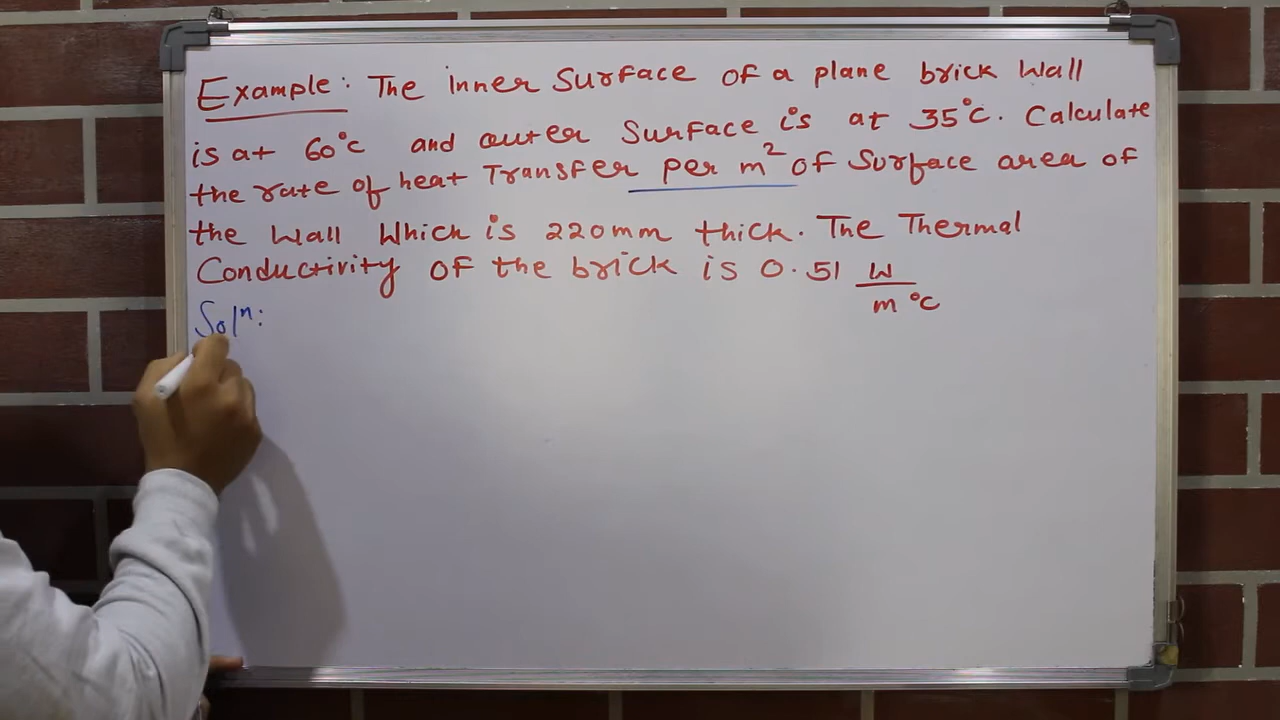 Example: The inner Surface of a plane brick wall
is at 60°c and outer Surface is at 35°c. Calculate
the rate of heat Transfer per m² of Surface area of
the wall which is 220mm thick. The Thermal
Conductivity of the brick is 0.51 W/m°c
Solⁿ: